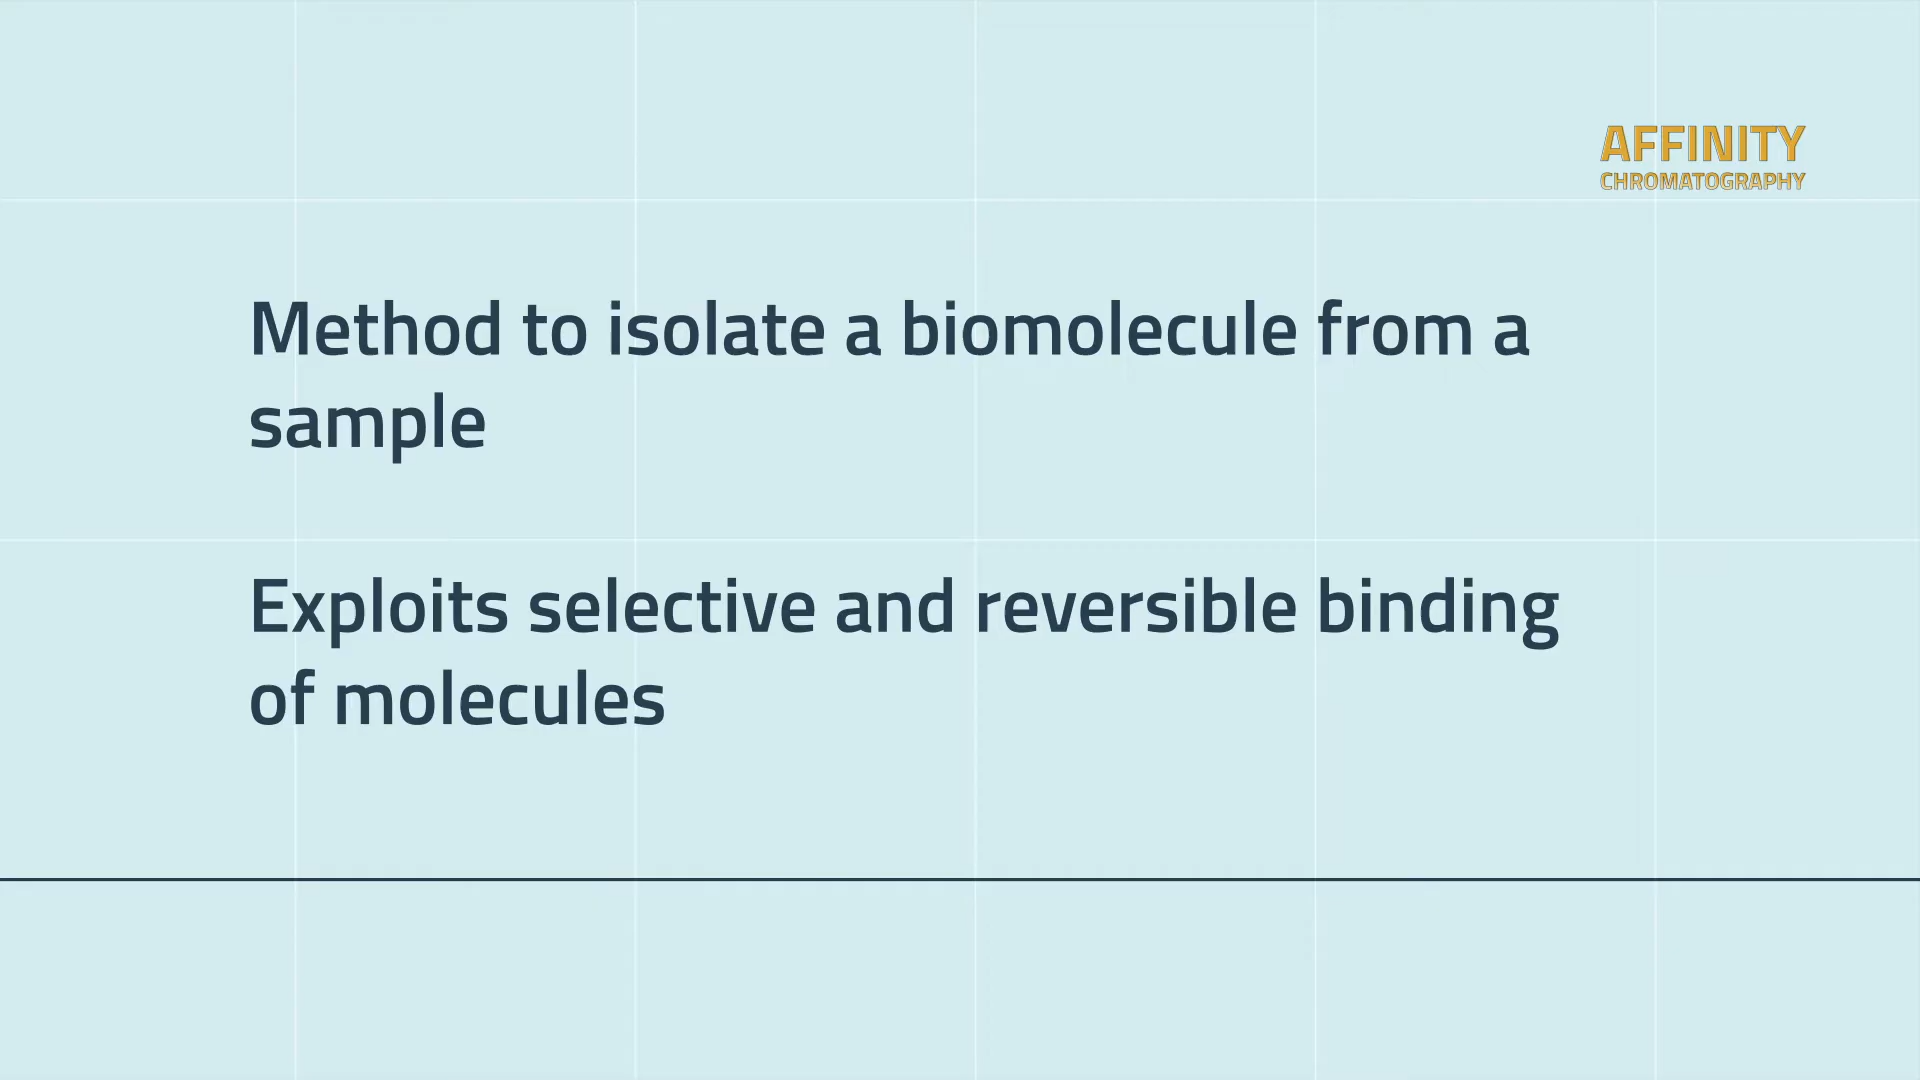 AFFINITY
CHROMATOGRAPHY
Method to isolate a biomolecule from a
sample
Exploits selective and reversible binding
of molecules